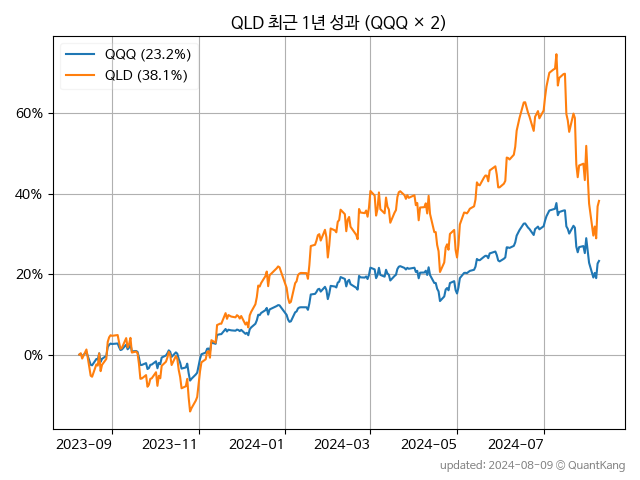 QLD 최근 1년 성과 (QQQ × 2)
QQQ (23.2%)
QLD (38.1%)
60%
40%
20%
0%
2023-09 2023-11 2024-01 2024-03 2024-05 2024-07
updated: 2024-08-09 © QuantKang